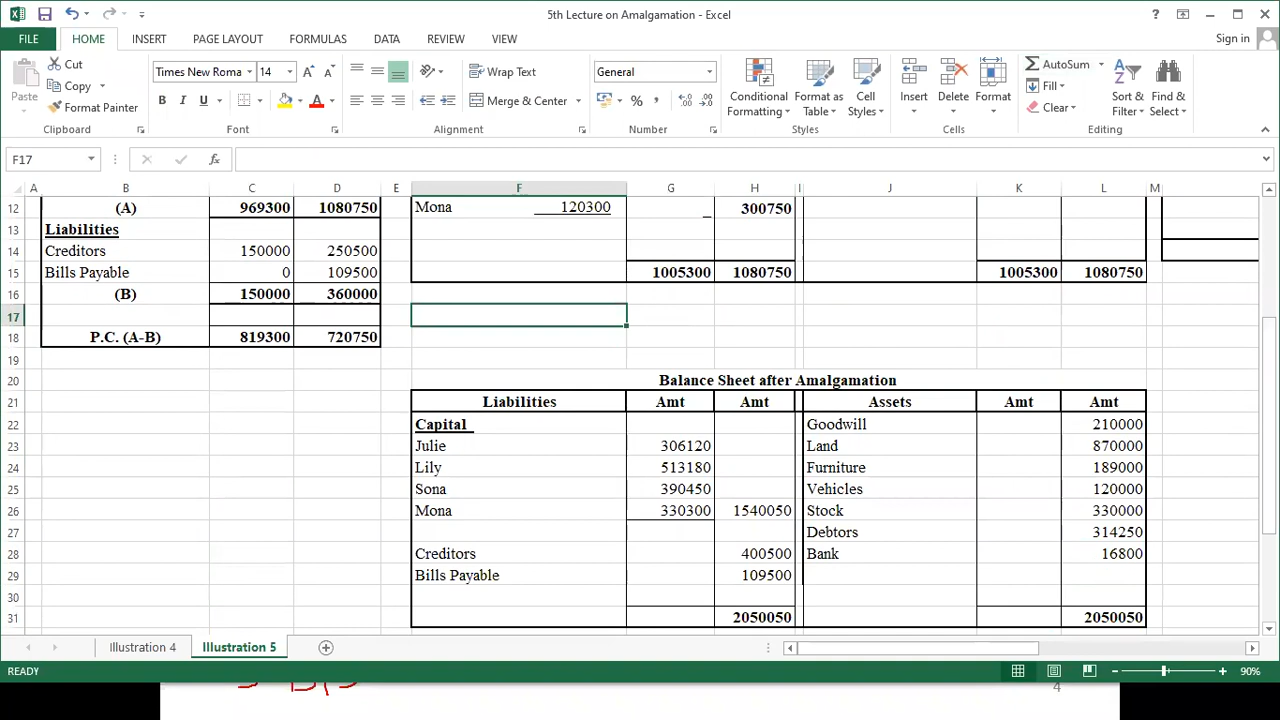 5th Lecture on Amalgamation - Excel
?
FILE HOME INSERT PAGE LAYOUT FORMULAS DATA REVIEW VIEW Sign in
Paste Cut Copy Format Painter
Times New Roma 14 A A B I U A
Wrap Text Merge & Center
General % ,
Conditional Formatting Format as Table Cell Styles
Insert Delete Format
AutoSum Fill Clear Sort & Filter Find & Select
Clipboard Font Alignment Number Styles Cells Editing
F17 fx
A B C D E F G H I J K L M
12 (A) 969300 1080750 Mona 120300 300750
13 Liabilities
14 Creditors 150000 250500
15 Bills Payable 0 109500 1005300 1080750 1005300 1080750
16 (B) 150000 360000
17
18 P.C. (A-B) 819300 720750
19
20 Balance Sheet after Amalgamation
21 Liabilities Amt Amt Assets Amt Amt
22 Capital Goodwill 210000
23 Julie 306120 Land 870000
24 Lily 513180 Furniture 189000
25 Sona 390450 Vehicles 120000
26 Mona 330300 1540050 Stock 330000
27 Debtors 314250
28 Creditors 400500 Bank 16800
29 Bills Payable 109500
30
31 2050050 2050050
Illustration 4 Illustration 5
READY 90%
4